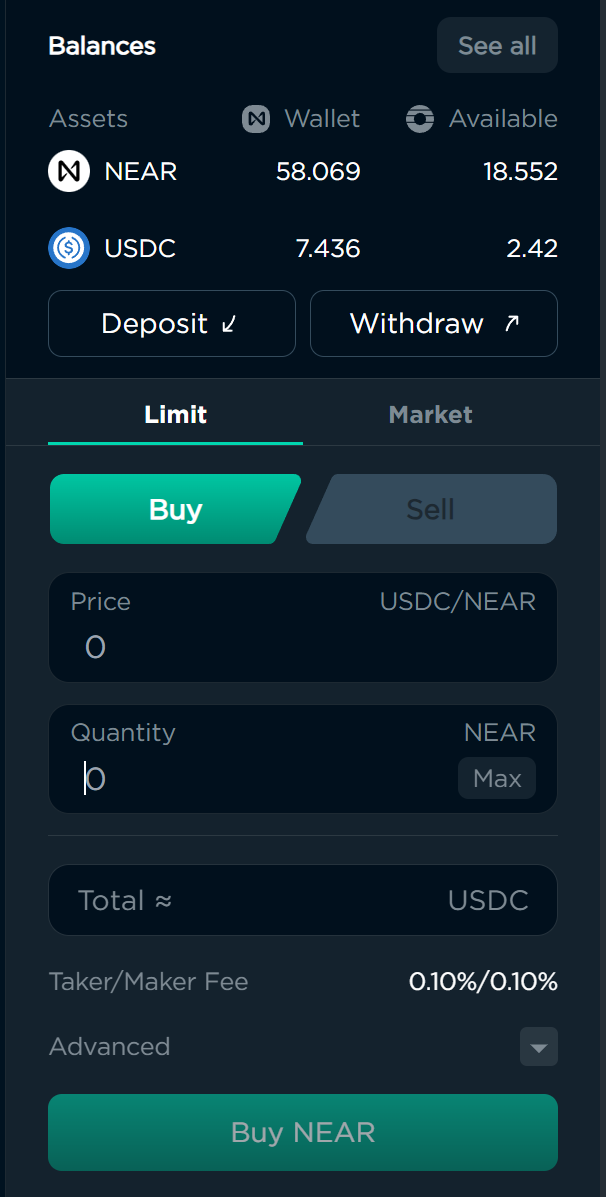 Balances See all
Assets Wallet Available
NEAR 58.069 18.552
USDC 7.436 2.42
Deposit Withdraw
Limit Market
Buy Sell
Price USDC/NEAR
0
Quantity NEAR
0 Max
Total ≈ USDC
Taker/Maker Fee 0.10%/0.10%
Advanced
Buy NEAR